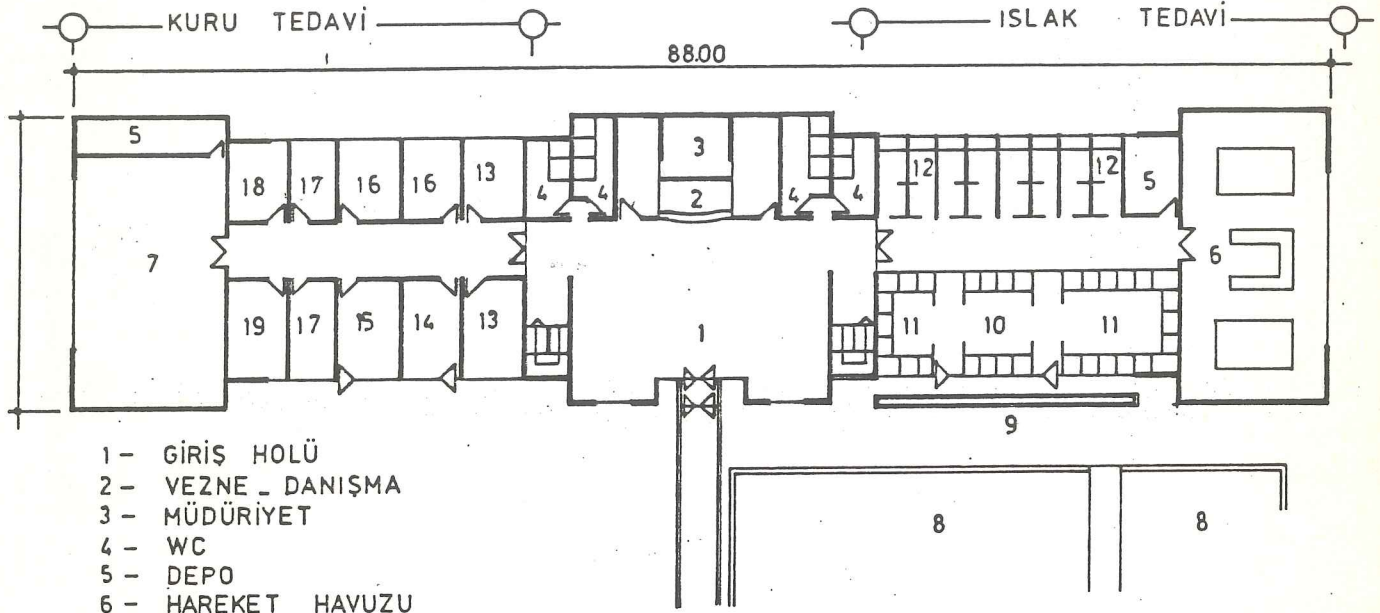 KURU TEDAVİ ISLAK TEDAVİ
88.00
5 3
18 17 16 16 13 4 4 2 4 4 12 12 5
7 6
19 17 15 14 13 1 11 10 11
9
8 8
1 - GİRİŞ HOLÜ
2 - VEZNE - DANIŞMA
3 - MÜDÜRİYET
4 - WC
5 - DEPO
6 - HAREKET HAVUZU